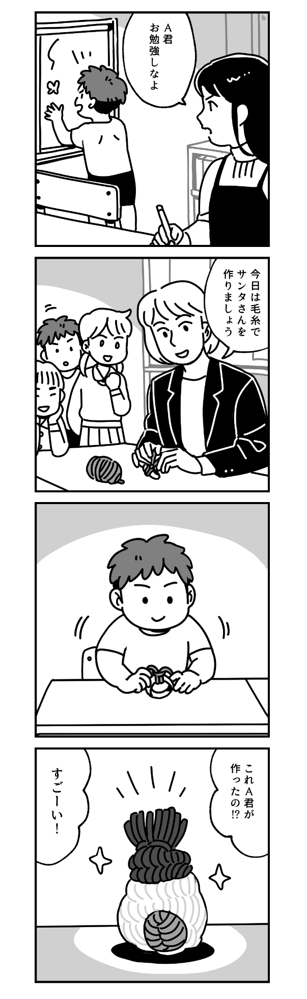 A君
お勉強しなよ
今日は毛糸で
サンタさんを
作りましょう
これA君が
作ったの!?
すごーい!